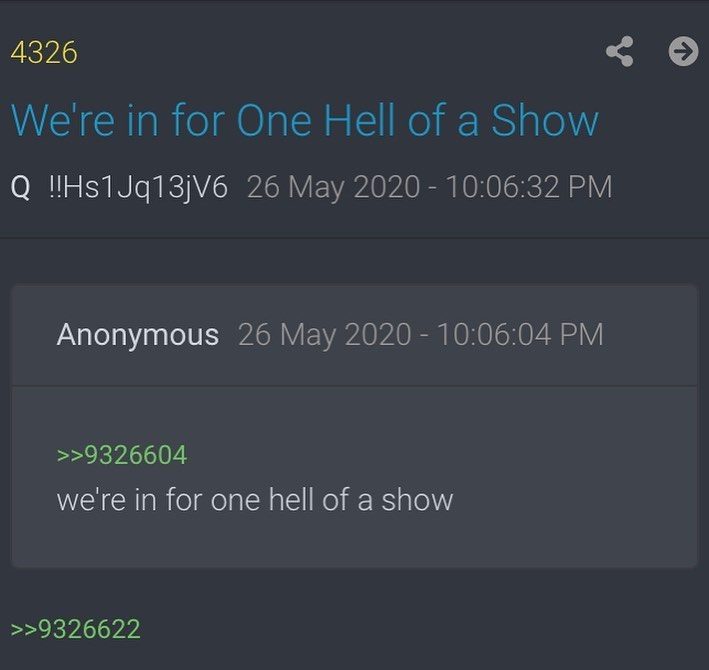 4326
We're in for One Hell of a Show
Q !!Hs1Jq13jV6 26 May 2020 - 10:06:32 PM
Anonymous 26 May 2020 - 10:06:04 PM
>>9326604
we're in for one hell of a show
>>9326622